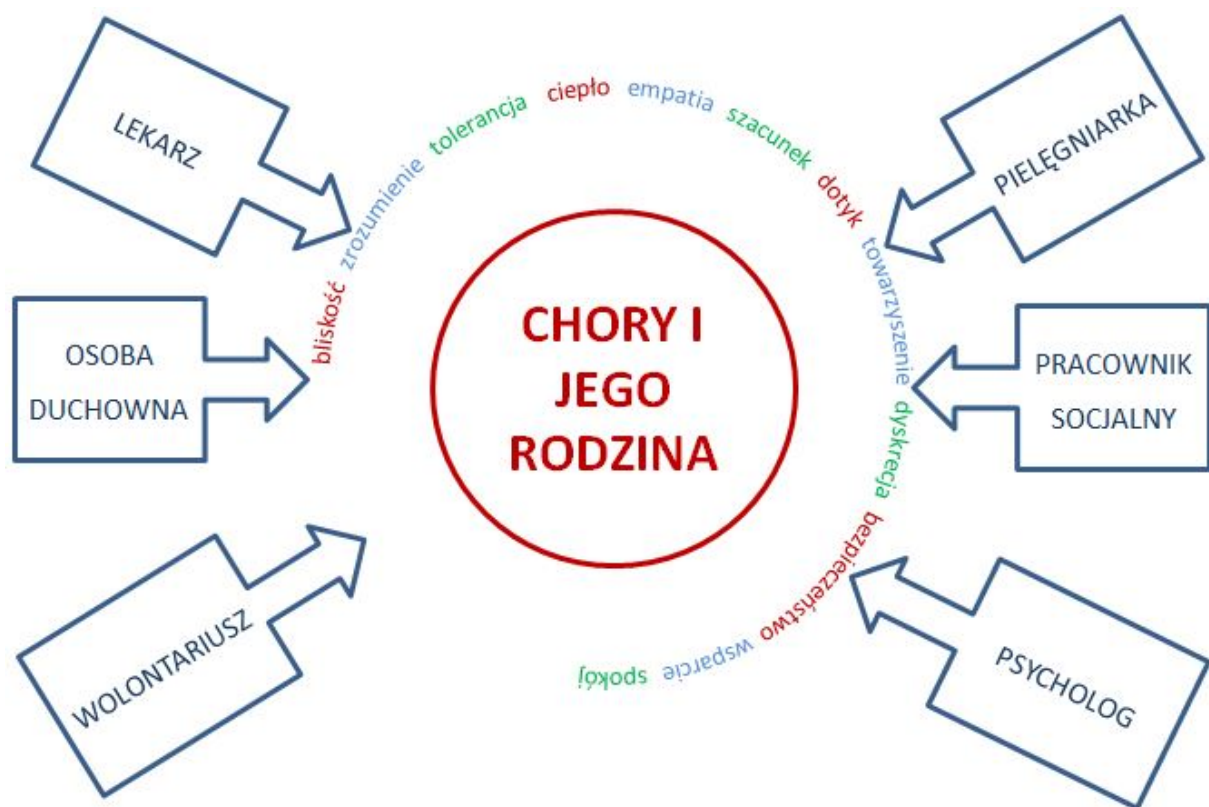 LEKARZ
PIELĘGNIARKA
bliskość zrozumienie tolerancja ciepło empatia szacunek dotyk towarzyszenie dyskrecja bezpieczeństwo wsparcie spokój
CHORY I
JEGO
RODZINA
OSOBA
DUCHOWNA
PRACOWNIK
SOCJALNY
WOLONTARIUSZ
PSYCHOLOG